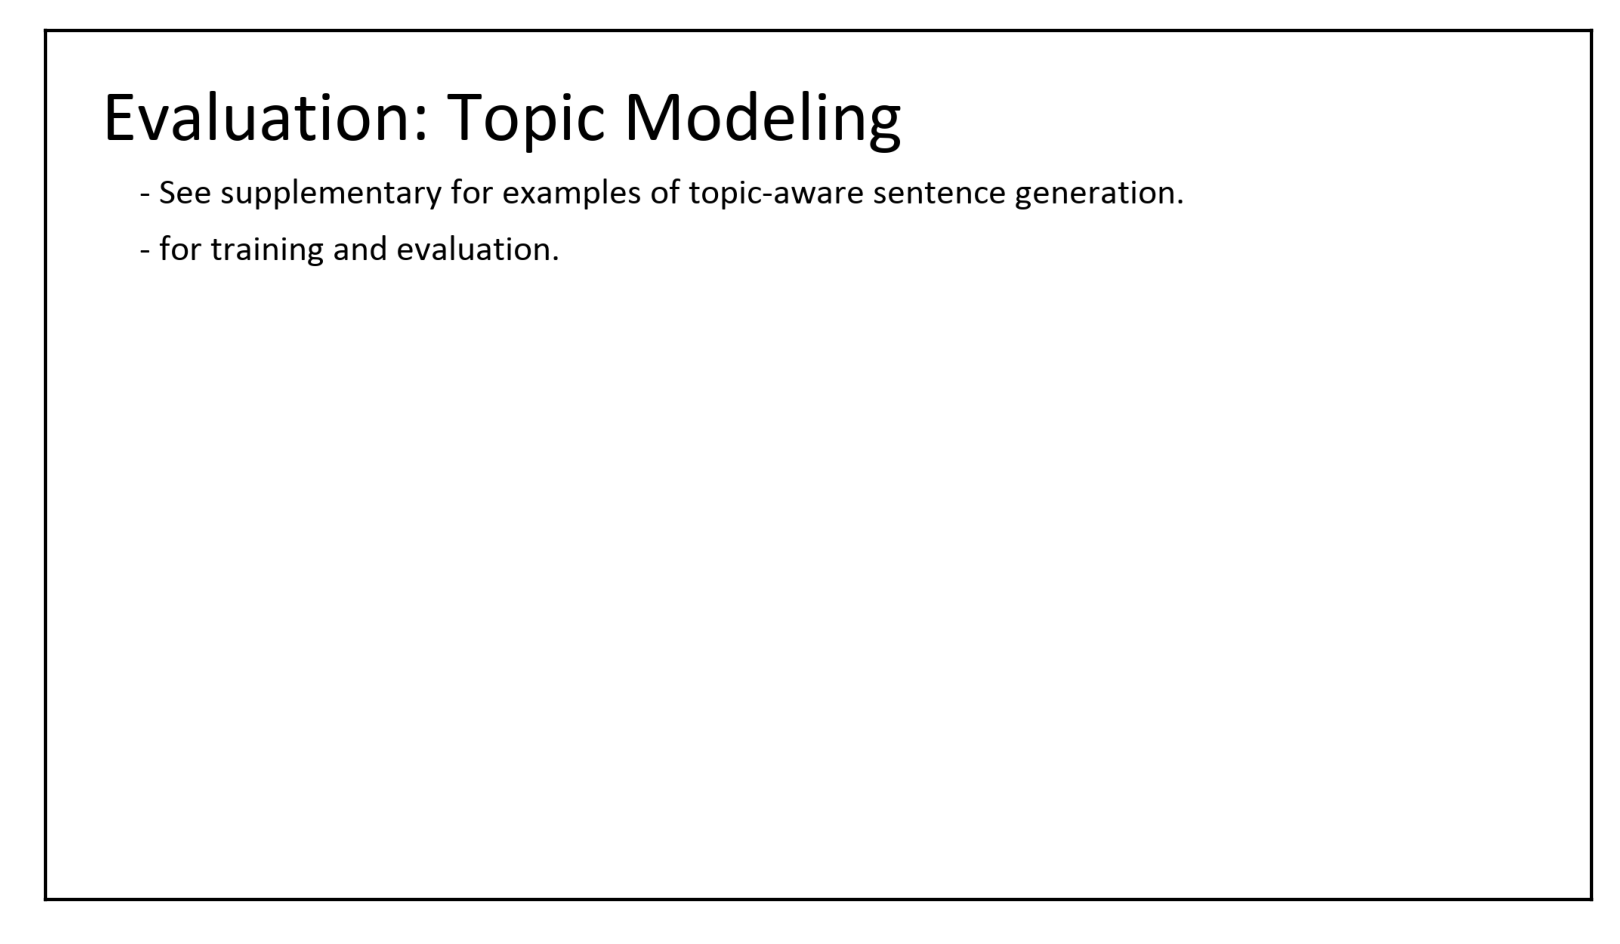 Evaluation: Topic Modeling
- See supplementary for examples of topic-aware sentence generation.
- for training and evaluation.